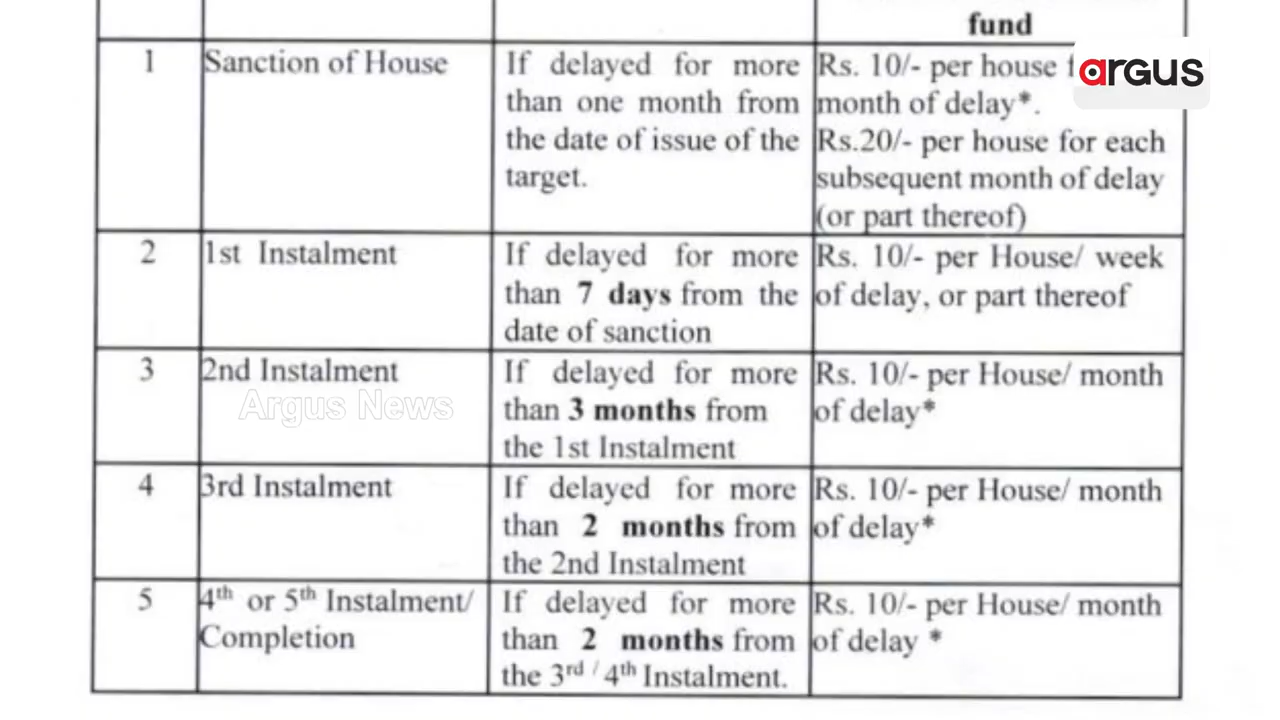 fund
1
Sanction of House
If delayed for more
than one month from
the date of issue of the
target.
Rs. 10/- per house
month of delay*.
Rs.20/- per house for each
subsequent month of delay
(or part thereof)
argus
2
1st Instalment
If delayed for more
than 7 days from the
date of sanction
Rs. 10/- per House/ week
of delay, or part thereof
3
2nd Instalment
If delayed for more
than 3 months from
the 1st Instalment
Rs. 10/- per House/ month
of delay*
Argus News
4
3rd Instalment
If delayed for more
than 2 months from
the 2nd Instalment
Rs. 10/- per House/ month
of delay*
5
4th or 5th Instalment/
Completion
If delayed for more
than 2 months from
the 3rd / 4th Instalment.
Rs. 10/- per House/ month
of delay *